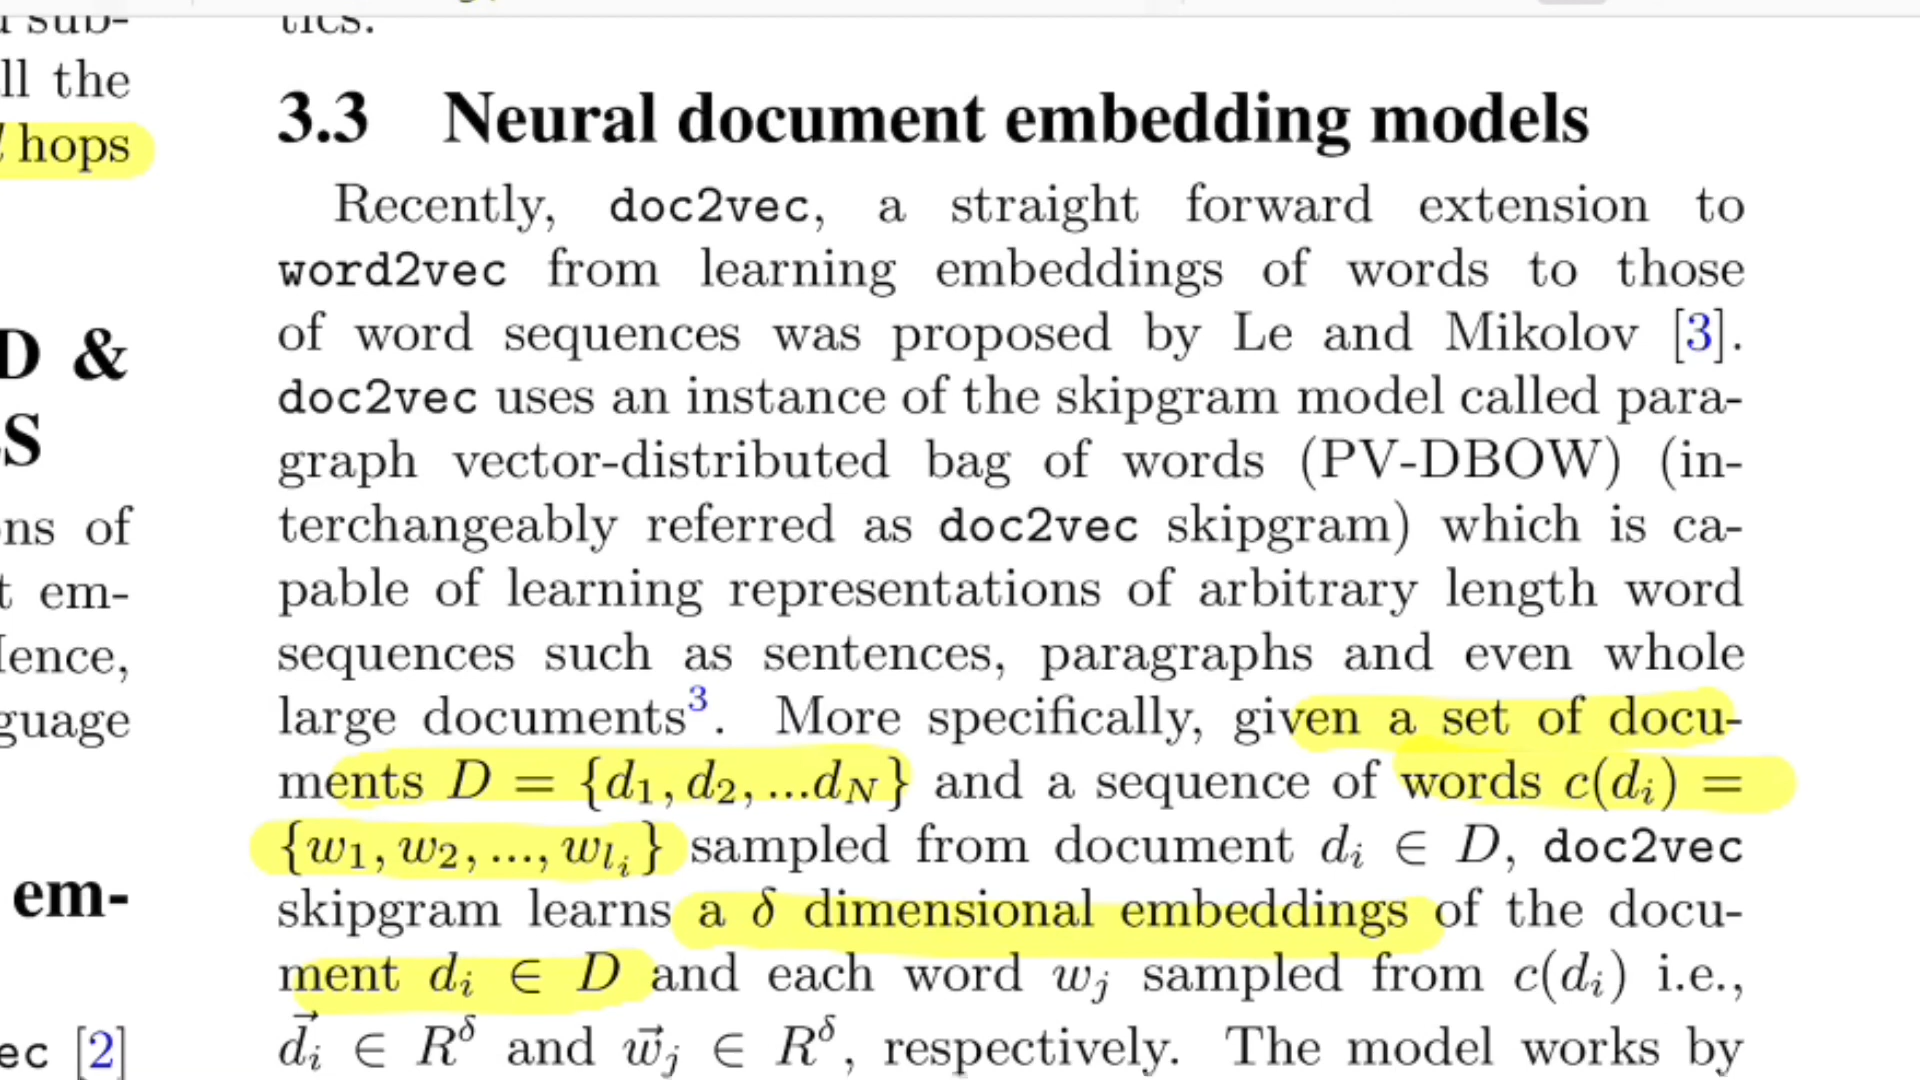 sub-
ll the
hops
D &
S
ns of
t em-
ence,
guage
em-
ec [2]
tics.
3.3 Neural document embedding models
Recently, doc2vec, a straight forward extension to
word2vec from learning embeddings of words to those
of word sequences was proposed by Le and Mikolov [3].
doc2vec uses an instance of the skipgram model called para-
graph vector-distributed bag of words (PV-DBOW) (in-
terchangeably referred as doc2vec skipgram) which is ca-
pable of learning representations of arbitrary length word
sequences such as sentences, paragraphs and even whole
large documents³. More specifically, given a set of docu-
ments D = {d₁, d₂, ...d_N} and a sequence of words c(dᵢ) =
{w₁, w₂, ..., w_{lᵢ}} sampled from document dᵢ ∈ D, doc2vec
skipgram learns a δ dimensional embeddings of the docu-
ment dᵢ ∈ D and each word wⱼ sampled from c(dᵢ) i.e.,
d⃗ᵢ ∈ R^δ and w⃗ⱼ ∈ R^δ, respectively. The model works by